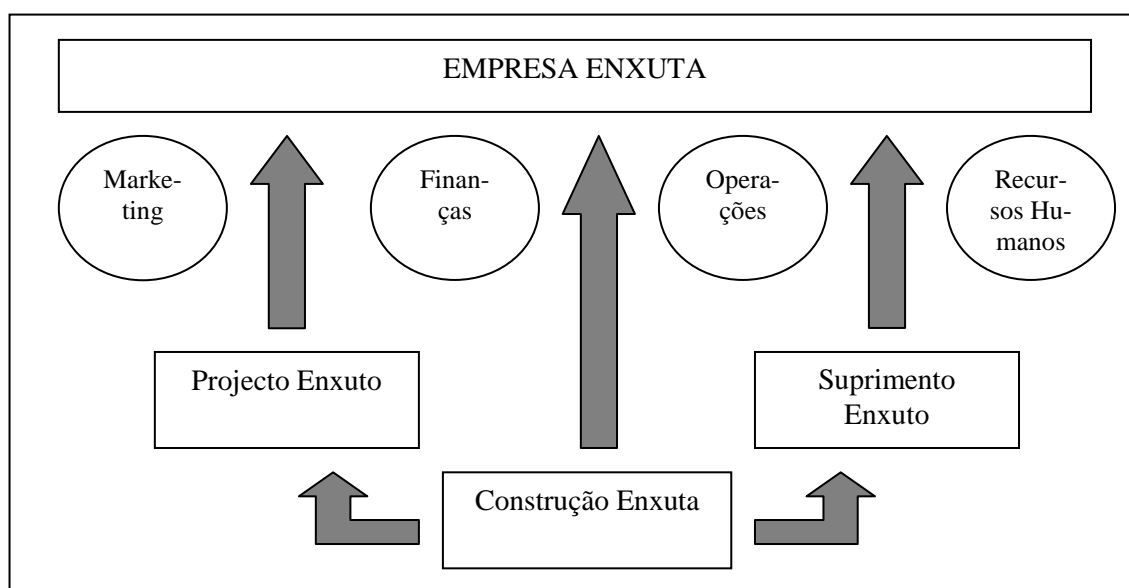 EMPRESA ENXUTA
Marke-
ting
Finan-
ças
Opera-
ções
Recur-
sos Hu-
manos
Projecto Enxuto
Suprimento
Enxuto
Construção Enxuta